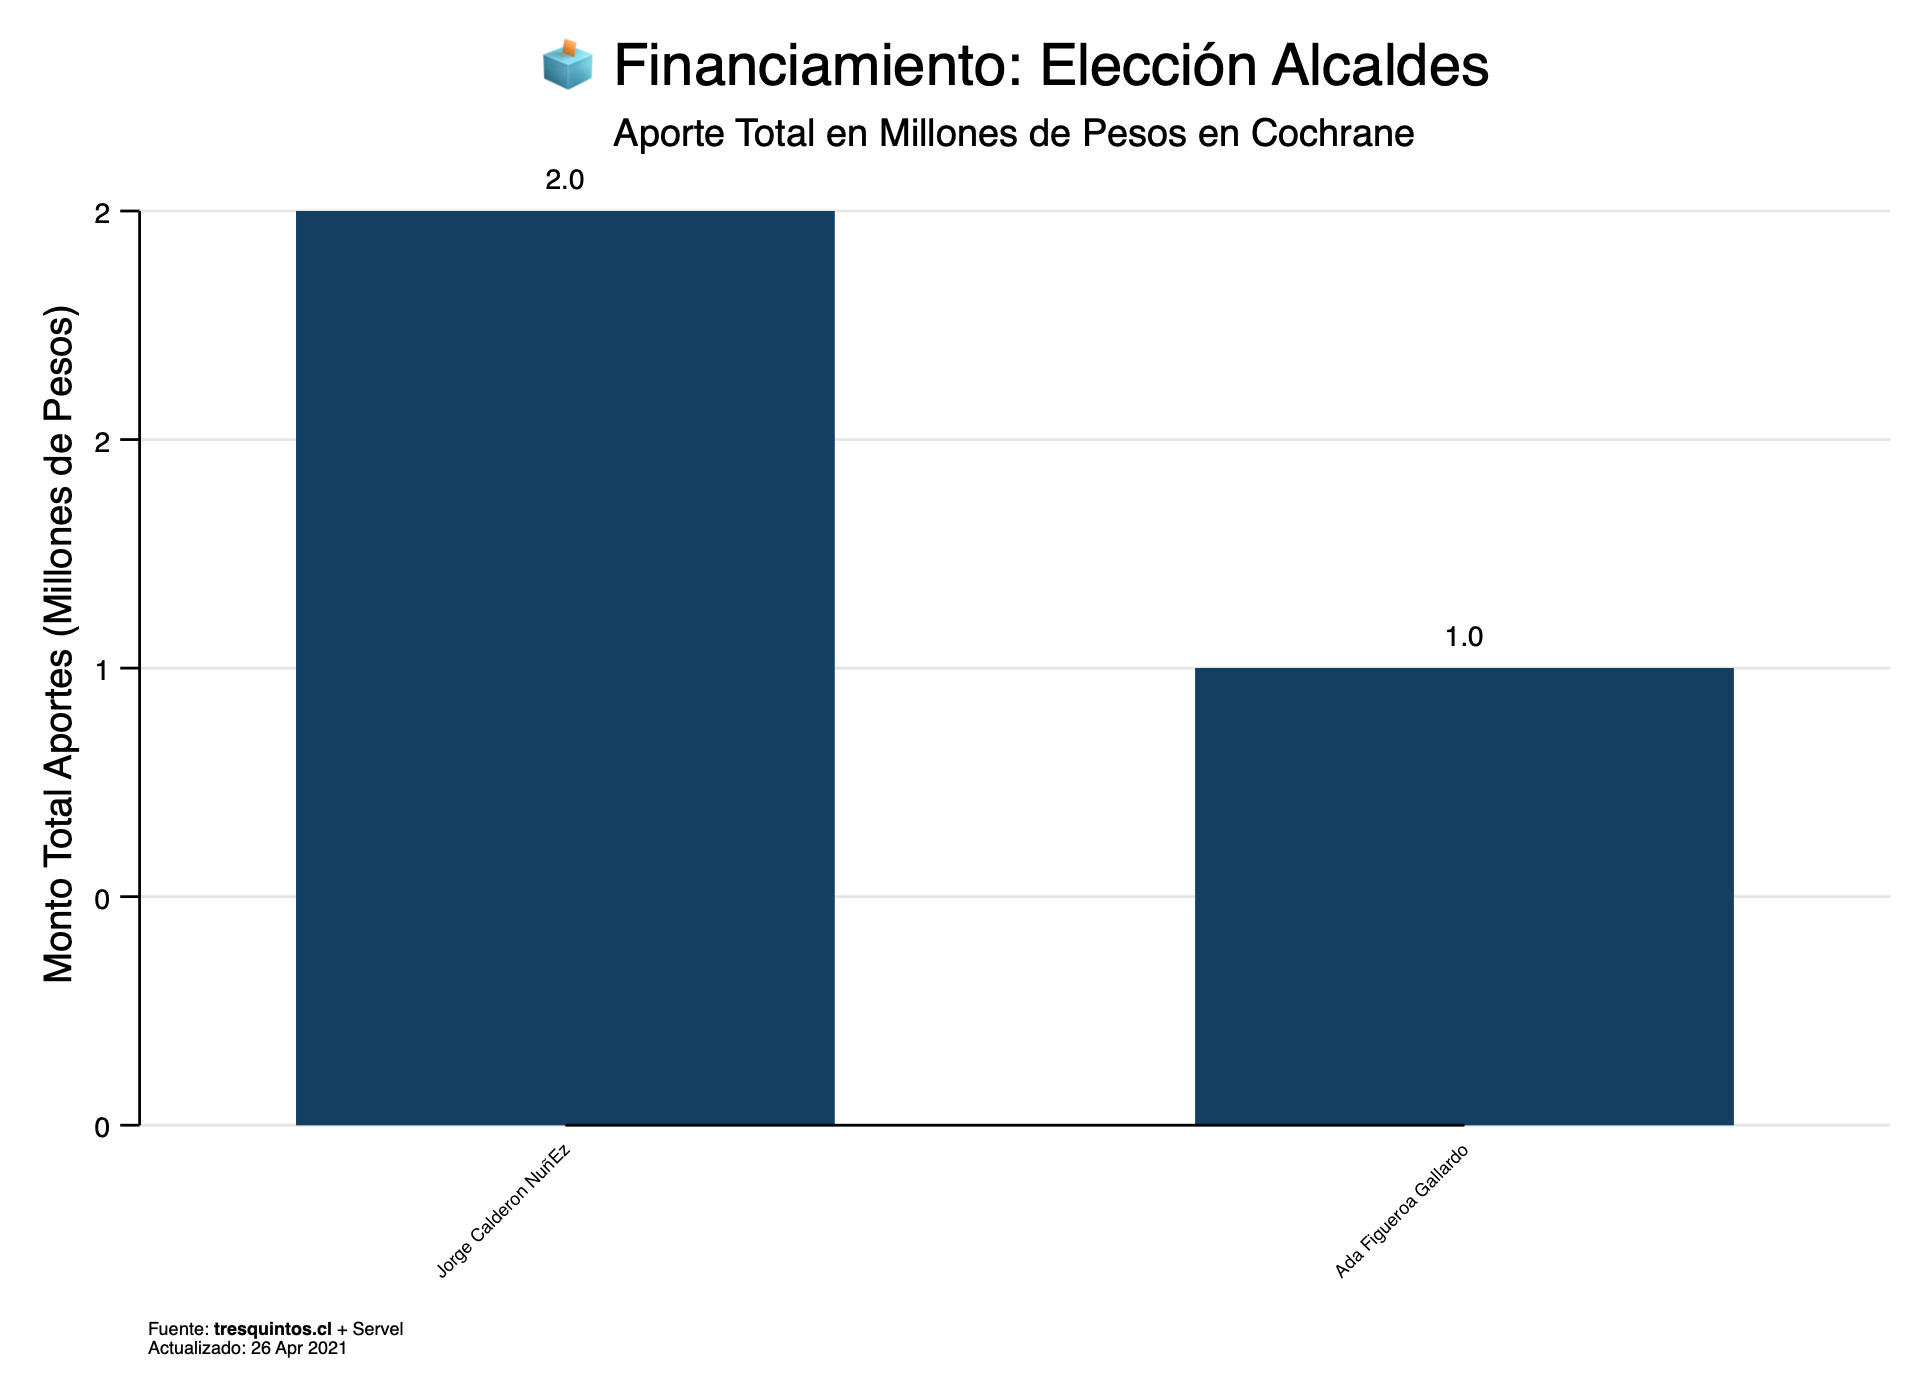 Financiamiento: Elección Alcaldes
Aporte Total en Millones de Pesos en Cochrane
Monto Total Aportes (Millones de Pesos)
2
2
1
0
0
2.0
1.0
Jorge Calderon NuñEz
Ada Figueroa Gallardo
Fuente: tresquintos.cl + Servel
Actualizado: 26 Apr 2021